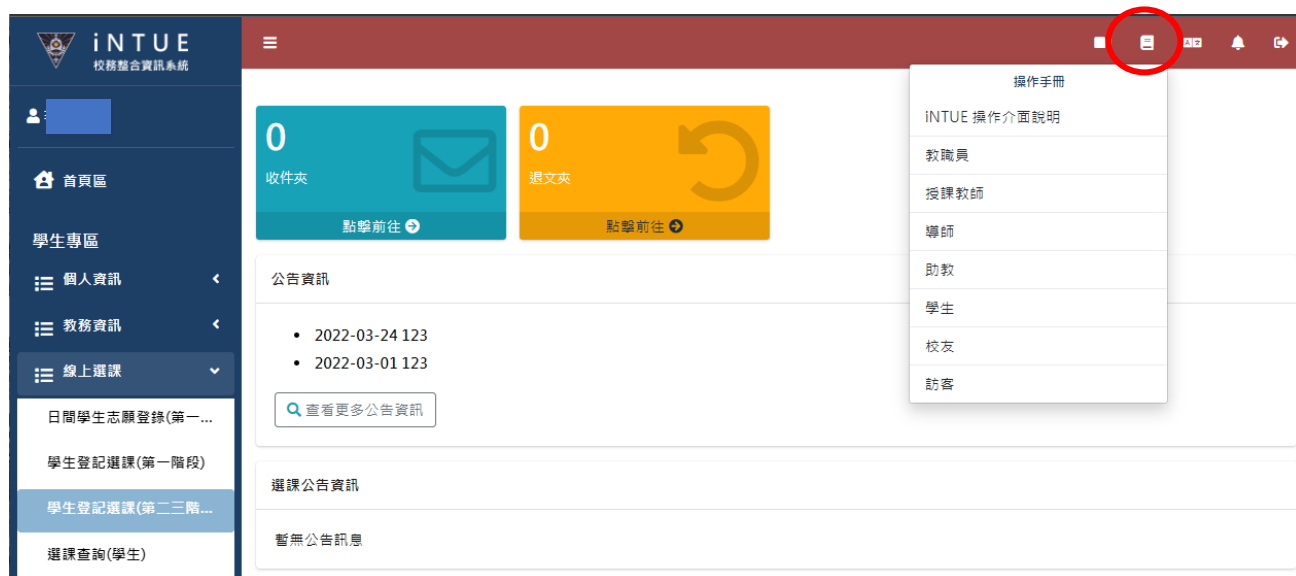 iNTUE
校務整合資訊系統
首頁區
學生專區
個人資訊
教務資訊
線上選課
日間學生志願登錄(第一...
學生登記選課(第一階段)
學生登記選課(第二三階...
選課查詢(學生)
0
收件夾
點擊前往
0
退文夾
點擊前往
公告資訊
• 2022-03-24 123
• 2022-03-01 123
查看更多公告資訊
選課公告資訊
暫無公告訊息
操作手冊
iNTUE 操作介面說明
教職員
授課教師
導師
助教
學生
校友
訪客